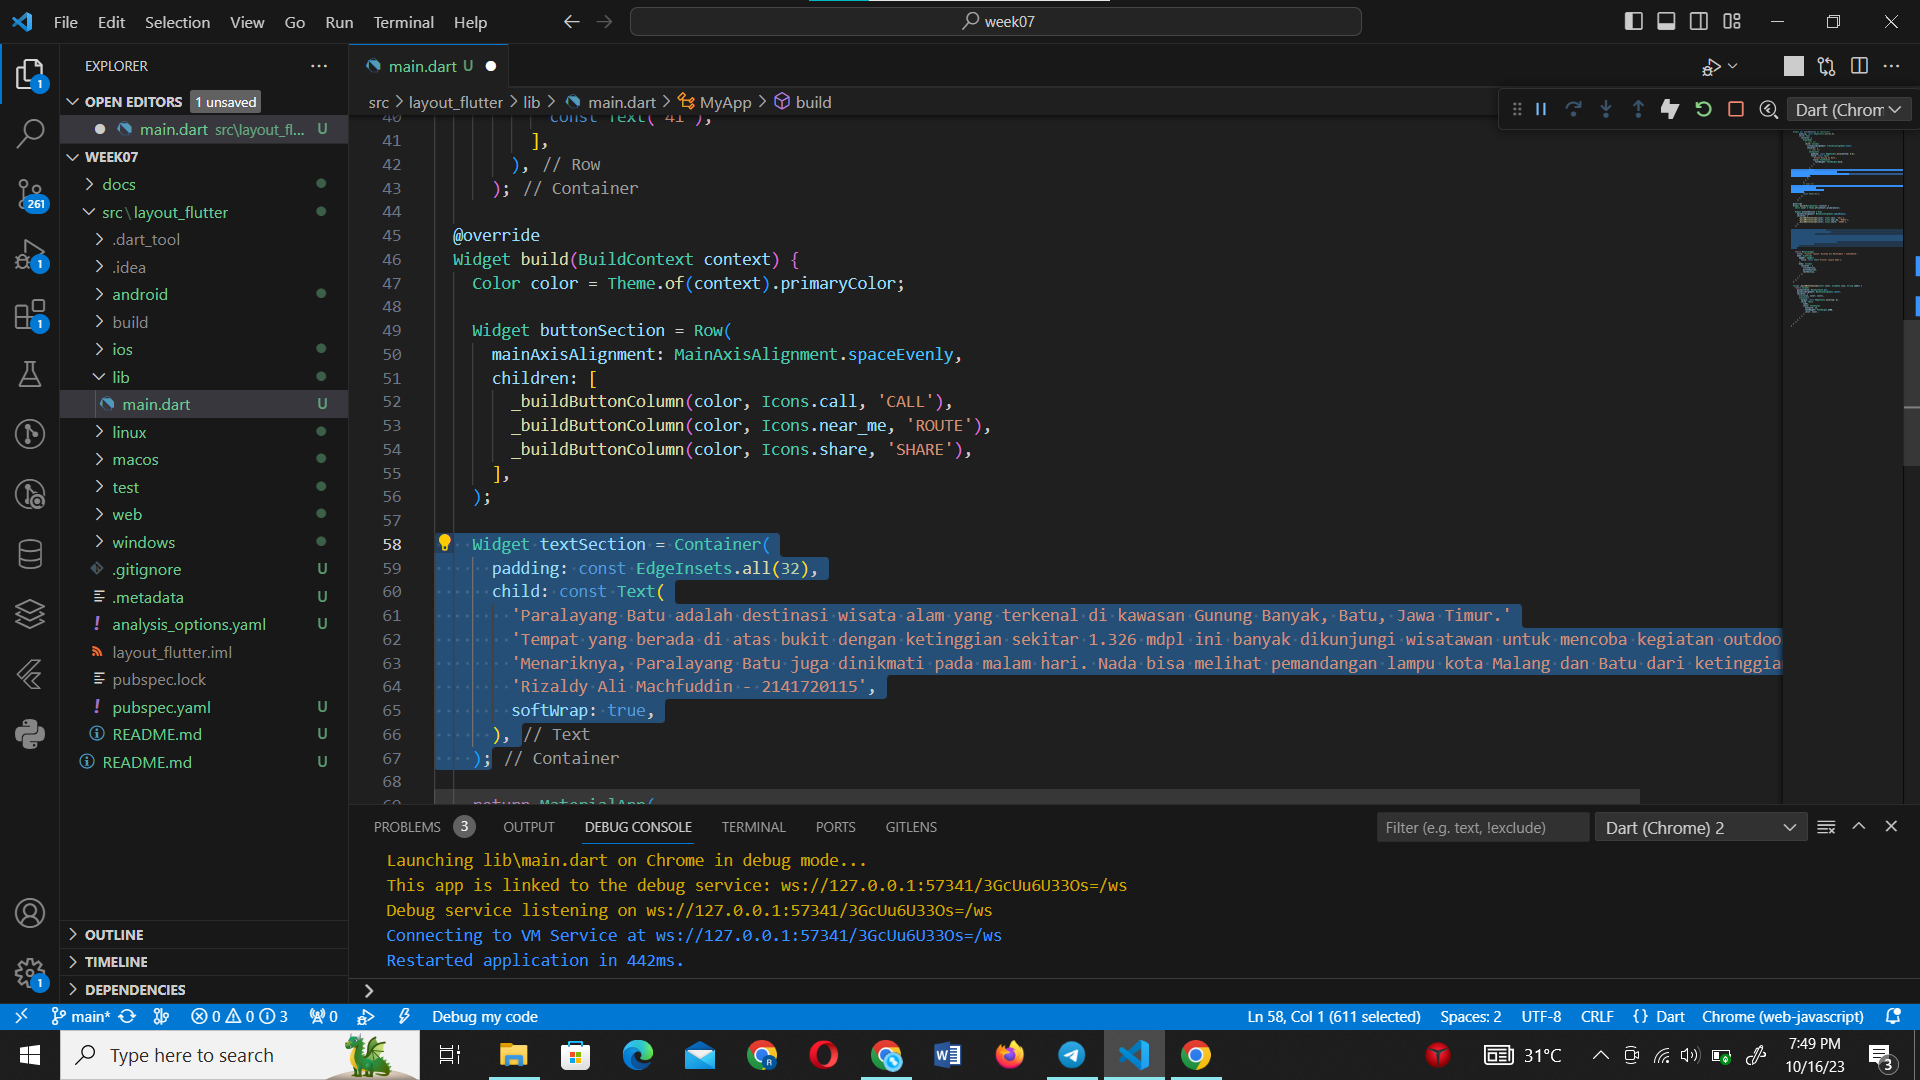 File Edit Selection View Go Run Terminal Help
week07
EXPLORER
OPEN EDITORS 1 unsaved
main.dart src\layout_fl... U
WEEK07
docs
src\layout_flutter
.dart_tool
.idea
android
build
ios
lib
main.dart U
linux
macos
test
web
windows
.gitignore U
.metadata U
analysis_options.yaml U
layout_flutter.iml
pubspec.lock
pubspec.yaml U
README.md U
README.md U
OUTLINE
TIMELINE
DEPENDENCIES
main.dart U
src > layout_flutter > lib > main.dart > MyApp > build
Dart (Chrom
40 const Text('41'),
41 ],
42 ), // Row
43 ); // Container
44
45 @override
46 Widget build(BuildContext context) {
47 Color color = Theme.of(context).primaryColor;
48
49 Widget buttonSection = Row(
50 mainAxisAlignment: MainAxisAlignment.spaceEvenly,
51 children: [
52 _buildButtonColumn(color, Icons.call, 'CALL'),
53 _buildButtonColumn(color, Icons.near_me, 'ROUTE'),
54 _buildButtonColumn(color, Icons.share, 'SHARE'),
55 ],
56 );
57
58 Widget textSection = Container(
59 padding: const EdgeInsets.all(32),
60 child: const Text(
61 'Paralayang Batu adalah destinasi wisata alam yang terkenal di kawasan Gunung Banyak, Batu, Jawa Timur.'
62 'Tempat yang berada di atas bukit dengan ketinggian sekitar 1.326 mdpl ini banyak dikunjungi wisatawan untuk mencoba kegiatan outdoo
63 'Menariknya, Paralayang Batu juga dinikmati pada malam hari. Nada bisa melihat pemandangan lampu kota Malang dan Batu dari ketinggia
64 'Rizaldy Ali Machfuddin - 2141720115',
65 softWrap: true,
66 ), // Text
67 ); // Container
68
69 return MaterialApp(
PROBLEMS 3 OUTPUT DEBUG CONSOLE TERMINAL PORTS GITLENS
Filter (e.g. text, !exclude) Dart (Chrome) 2
Launching lib\main.dart on Chrome in debug mode...
This app is linked to the debug service: ws://127.0.0.1:57341/3GcUu6U33Os=/ws
Debug service listening on ws://127.0.0.1:57341/3GcUu6U33Os=/ws
Connecting to VM Service at ws://127.0.0.1:57341/3GcUu6U33Os=/ws
Restarted application in 442ms.
main* 0 0 3 0 Debug my code Ln 58, Col 1 (611 selected) Spaces: 2 UTF-8 CRLF {} Dart Chrome (web-javascript)
Type here to search
31°C
7:49 PM
10/16/23
3
1
261
1
1
1